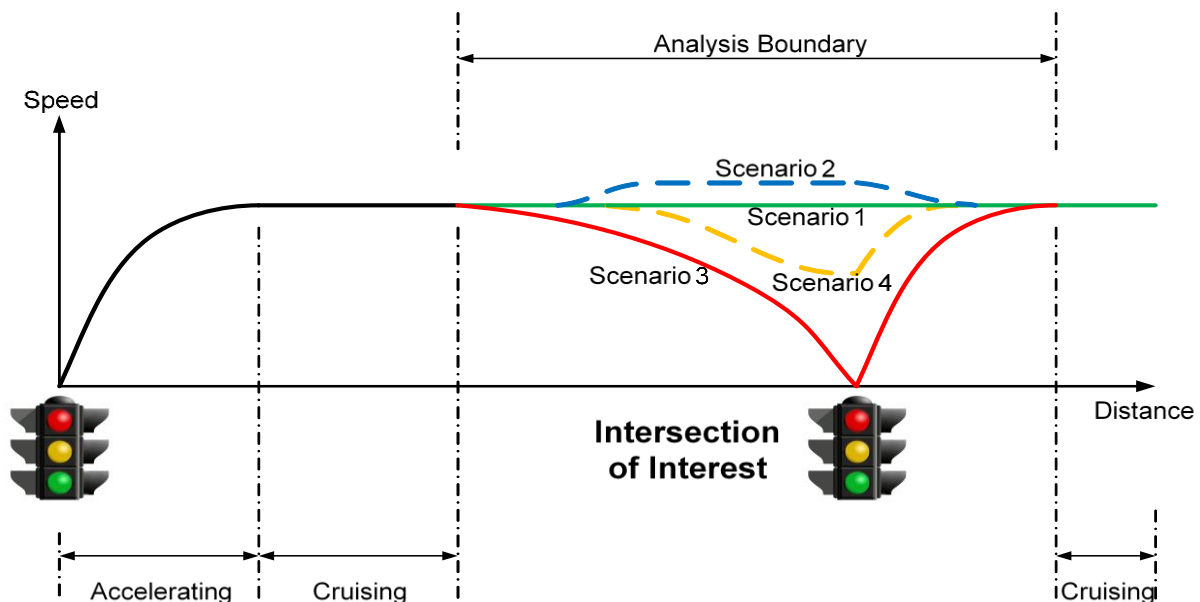 Analysis Boundary
Speed
Scenario 2
Scenario 1
Scenario 3
Scenario 4
Distance
Intersection
of Interest
Accelerating
Cruising
Cruising